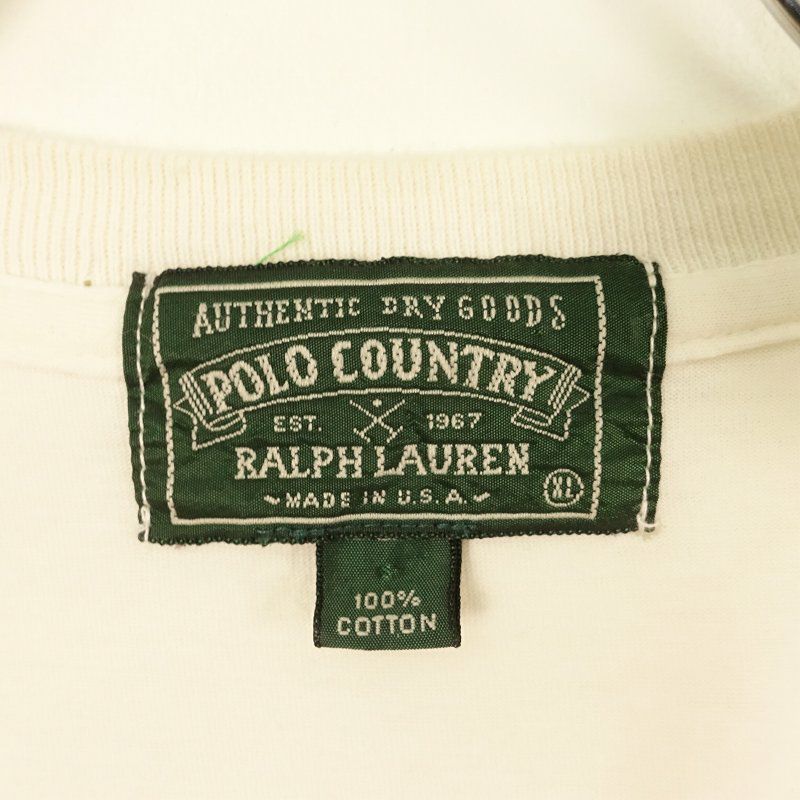 AUTHENTIC DRY GOODS
POLO COUNTRY
EST. 1967
RALPH LAUREN
MADE IN U.S.A.
XL
100%
COTTON